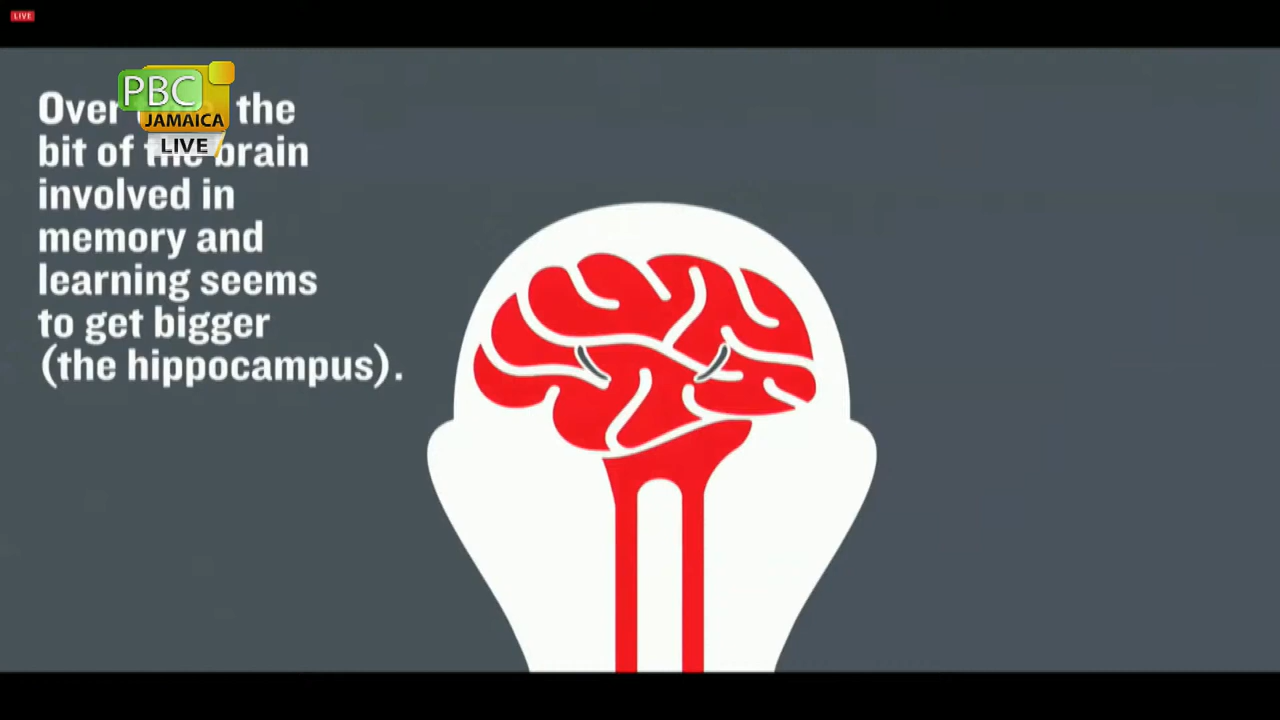 LIVE
PBC
JAMAICA
LIVE
Over the
bit of the brain
involved in
memory and
learning seems
to get bigger
(the hippocampus).